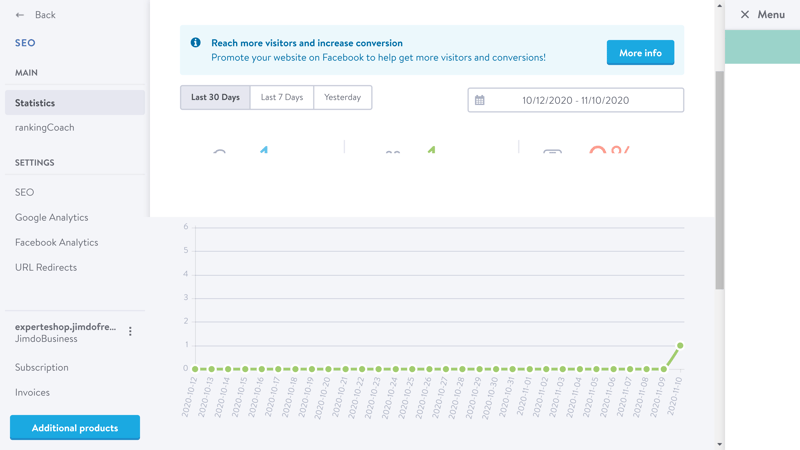 Back
SEO
MAIN
Statistics
rankingCoach
SETTINGS
SEO
Google Analytics
Facebook Analytics
URL Redirects
experteshop.jimdofre...
JimdoBusiness
Subscription
Invoices
Additional products
Reach more visitors and increase conversion
Promote your website on Facebook to help get more visitors and conversions!
More info
Last 30 Days
Last 7 Days
Yesterday
10/12/2020 - 11/10/2020
6
5
4
3
2
1
0
2020-10-12
2020-10-13
2020-10-14
2020-10-15
2020-10-16
2020-10-17
2020-10-18
2020-10-19
2020-10-20
2020-10-21
2020-10-22
2020-10-23
2020-10-24
2020-10-25
2020-10-26
2020-10-27
2020-10-28
2020-10-29
2020-10-30
2020-10-31
2020-11-01
2020-11-02
2020-11-03
2020-11-04
2020-11-05
2020-11-06
2020-11-07
2020-11-08
2020-11-09
2020-11-10
Menu